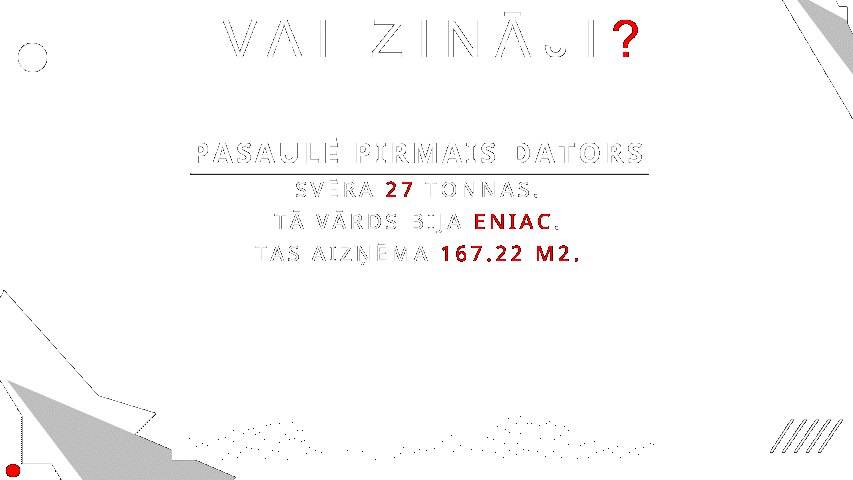 VAI ZINĀJI?
PASAULĒ PIRMAIS DATORS
SVĒRA 27 TONNAS.
TĀ VĀRDS BIJA ENIAC.
TAS AIZŅĒMA 167.22 M2.